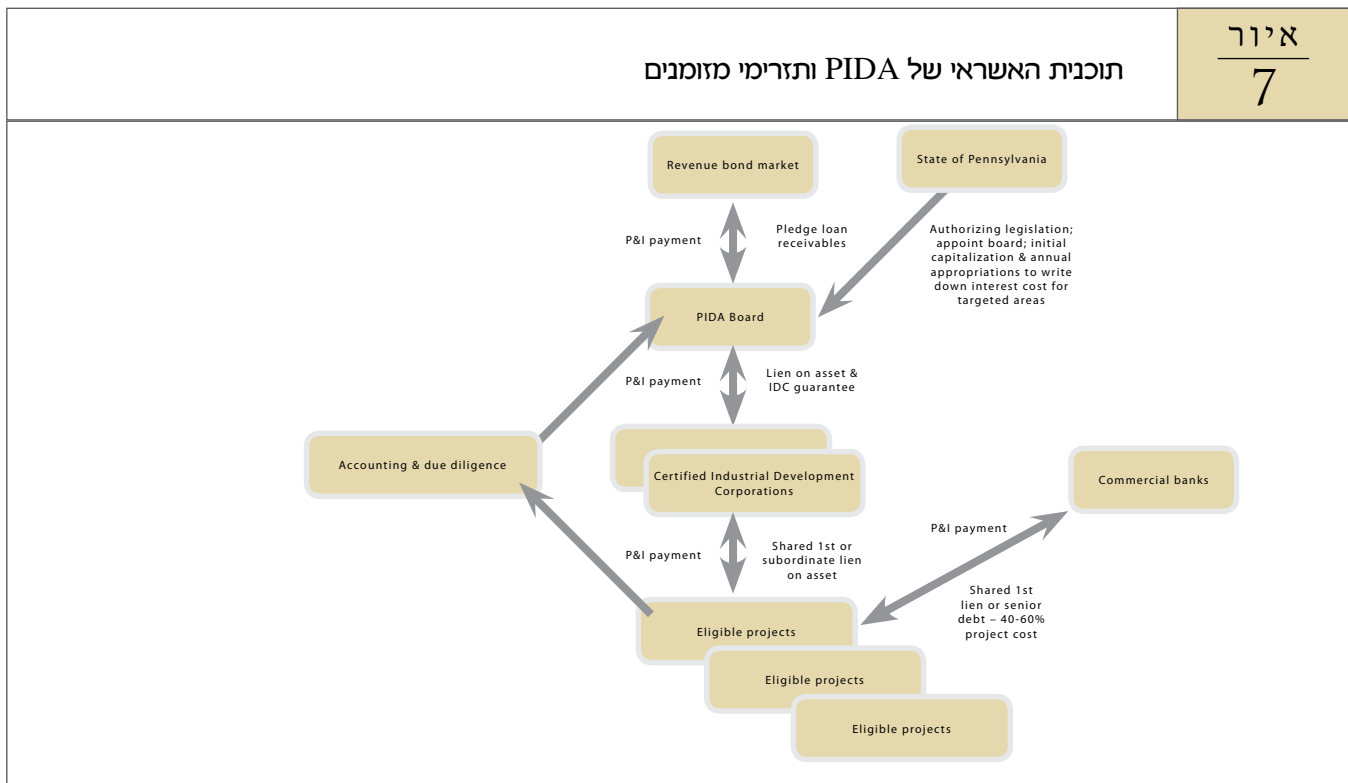 איור
7
תוכנית האשראי של PIDA ותזרימי מזומנים
Revenue bond market
State of Pennsylvania
P&I payment
Pledge loan
receivables
Authorizing legislation;
appoint board; initial
capitalization & annual
appropriations to write
down interest cost for
targeted areas
PIDA Board
P&I payment
Lien on asset &
IDC guarantee
Accounting & due diligence
Certified Industrial Development
Corporations
Commercial banks
P&I payment
Shared 1st or
subordinate lien
on asset
P&I payment
Shared 1st
lien or senior
debt – 40-60%
project cost
Eligible projects
Eligible projects
Eligible projects